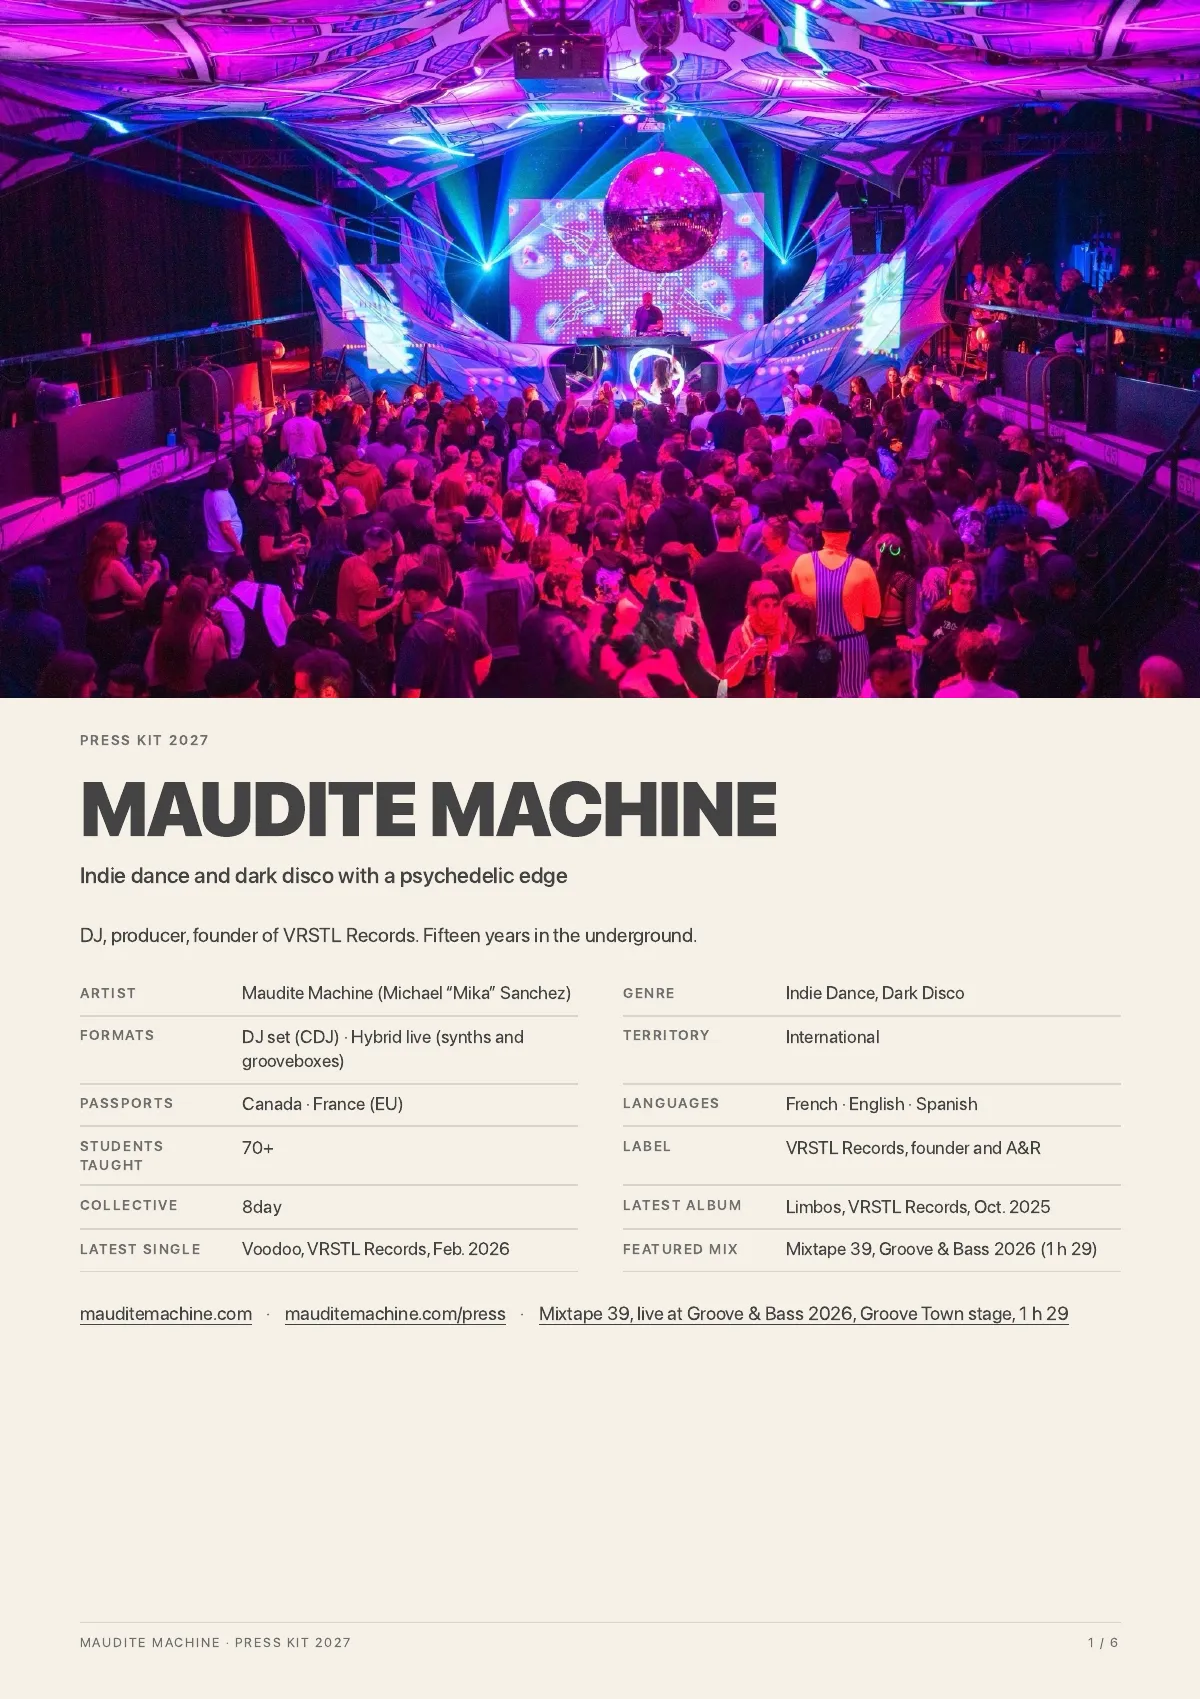 PRESS KIT 2027
MAUDITE MACHINE
Indie dance and dark disco with a psychedelic edge
DJ, producer, founder of VRSTL Records. Fifteen years in the underground.
ARTIST Maudite Machine (Michael “Mika” Sanchez)
GENRE Indie Dance, Dark Disco
FORMATS DJ set (CDJ) · Hybrid live (synths and
grooveboxes)
TERRITORY International
PASSPORTS Canada · France (EU)
LANGUAGES French · English · Spanish
STUDENTS
TAUGHT 70+
LABEL VRSTL Records, founder and A&R
COLLECTIVE 8day
LATEST ALBUM Limbos, VRSTL Records, Oct. 2025
LATEST SINGLE Voodoo, VRSTL Records, Feb. 2026
FEATURED MIX Mixtape 39, Groove & Bass 2026 (1 h 29)
mauditemachine.com · mauditemachine.com/press · Mixtape 39, live at Groove & Bass 2026, Groove Town stage, 1 h 29
MAUDITE MACHINE · PRESS KIT 2027
1 / 6